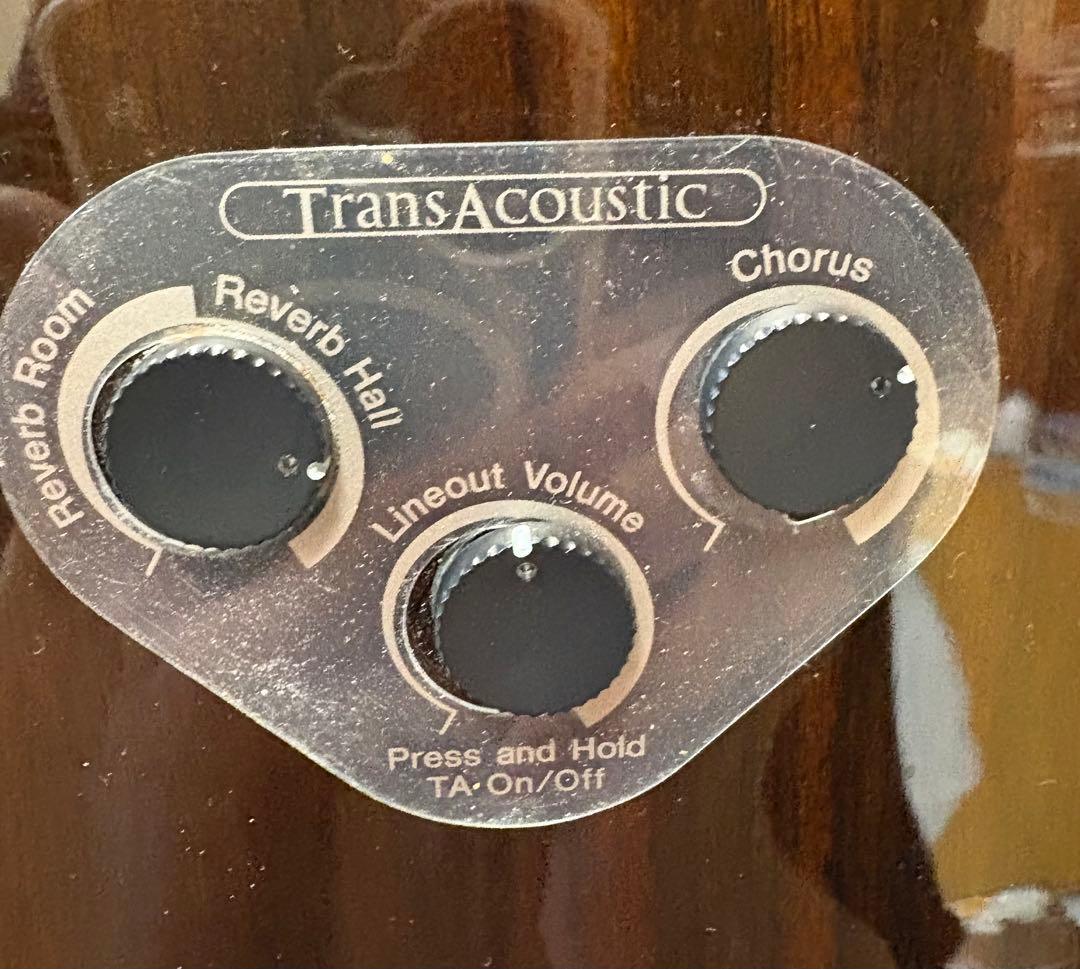 TransAcoustic
Chorus
Reverb Room
Reverb Hall
Lineout Volume
Press and Hold
TA On/Off